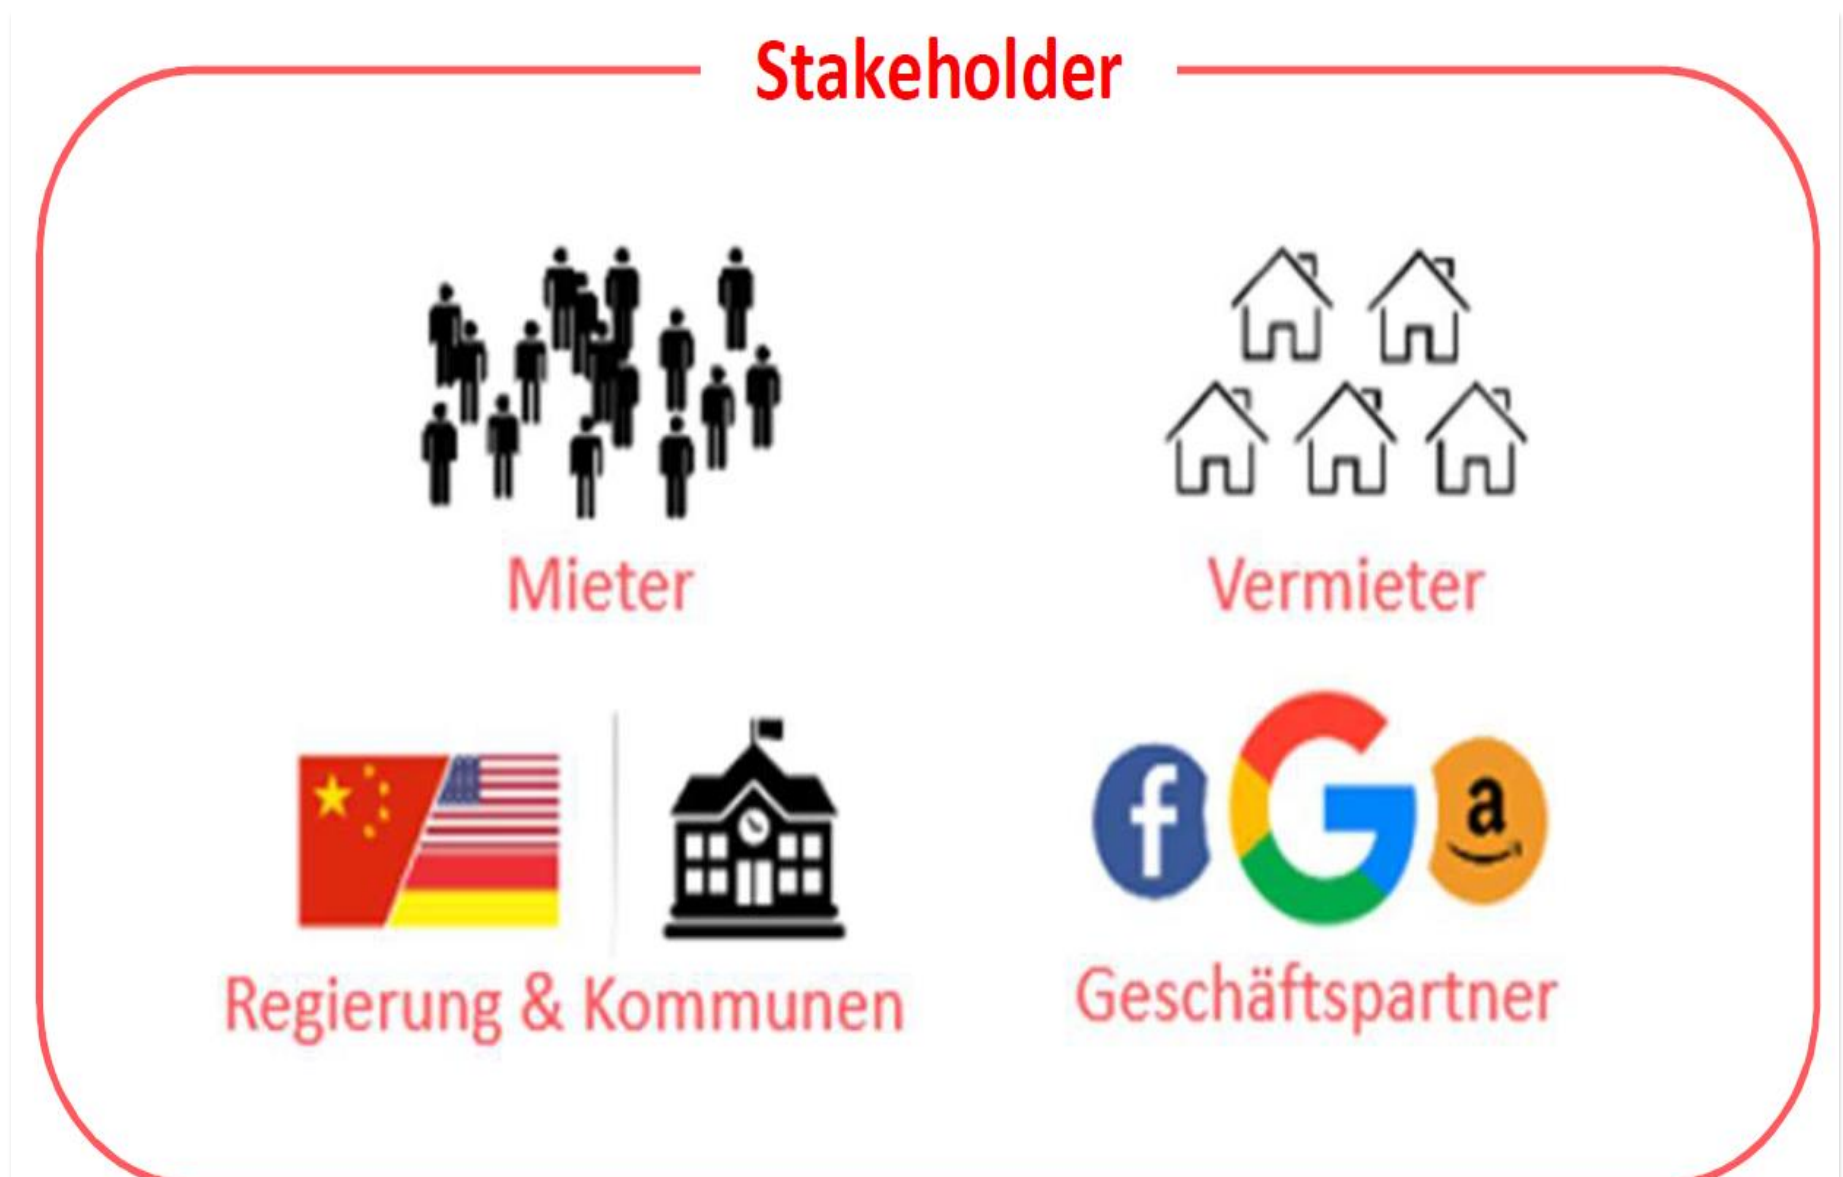 Stakeholder
Mieter
Vermieter
f
G
a
Regierung & Kommunen
Geschäftspartner